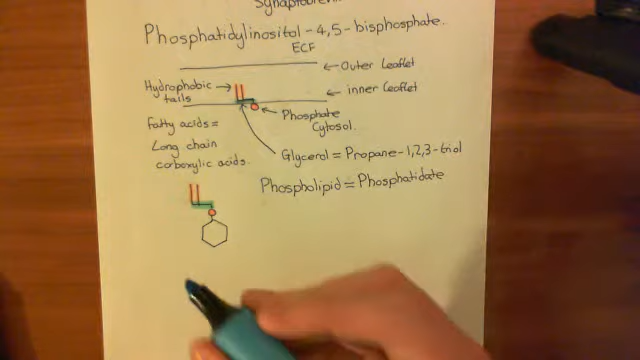 Phosphatidylinositol-4,5-bisphosphate.
ECF
← Outer Leaflet
Hydrophobic →
tails
← inner Leaflet
← Phosphate
Cytosol.
Fatty acids =
Long chain
carboxylic acids.
Glycerol = Propane-1,2,3-triol
Phospholipid = Phosphatidate